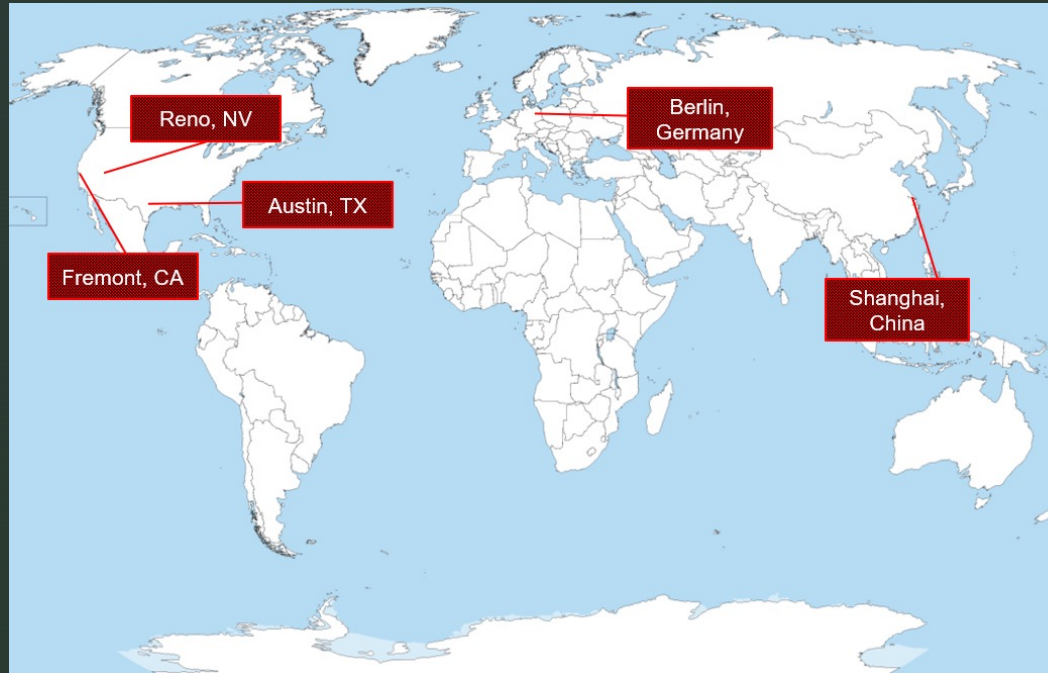 Reno, NV
Berlin,
Germany
Austin, TX
Fremont, CA
Shanghai,
China